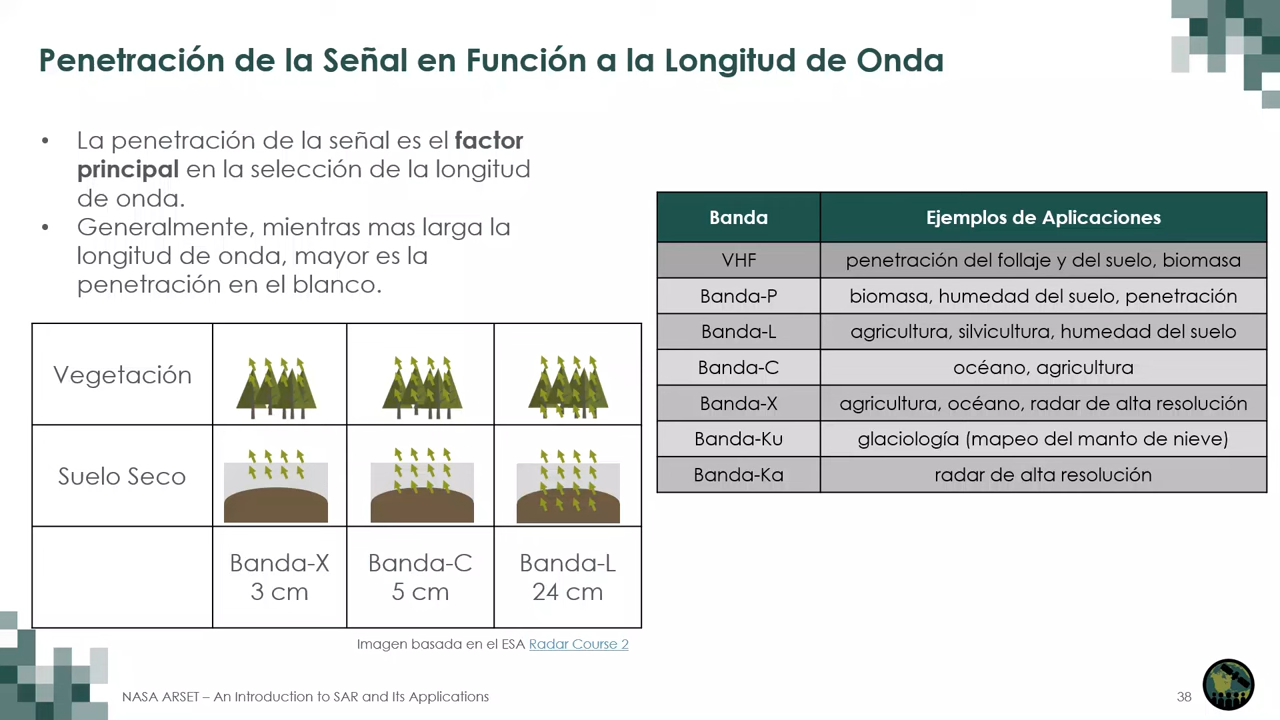 Penetración de la Señal en Función a la Longitud de Onda
• La penetración de la señal es el factor
principal en la selección de la longitud
de onda.
• Generalmente, mientras mas larga la
longitud de onda, mayor es la
penetración en el blanco.
Vegetación
Suelo Seco
Banda-X
3 cm
Banda-C
5 cm
Banda-L
24 cm
Imagen basada en el ESA Radar Course 2
Banda Ejemplos de Aplicaciones
VHF penetración del follaje y del suelo, biomasa
Banda-P biomasa, humedad del suelo, penetración
Banda-L agricultura, silvicultura, humedad del suelo
Banda-C océano, agricultura
Banda-X agricultura, océano, radar de alta resolución
Banda-Ku glaciología (mapeo del manto de nieve)
Banda-Ka radar de alta resolución
NASA ARSET – An Introduction to SAR and Its Applications
38